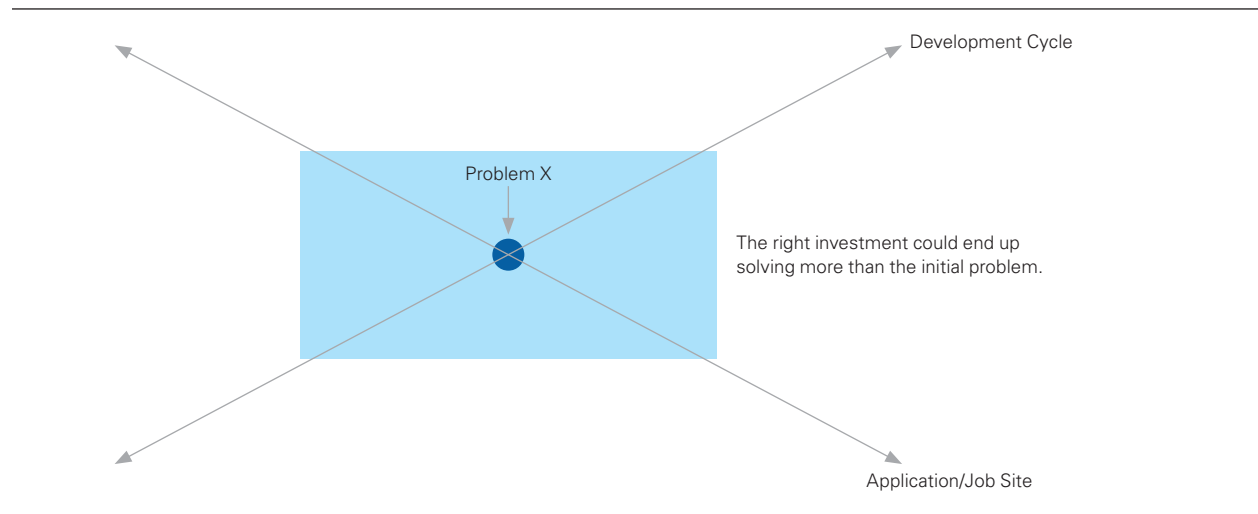 Development Cycle
Problem X
The right investment could end up
solving more than the initial problem.
Application/Job Site